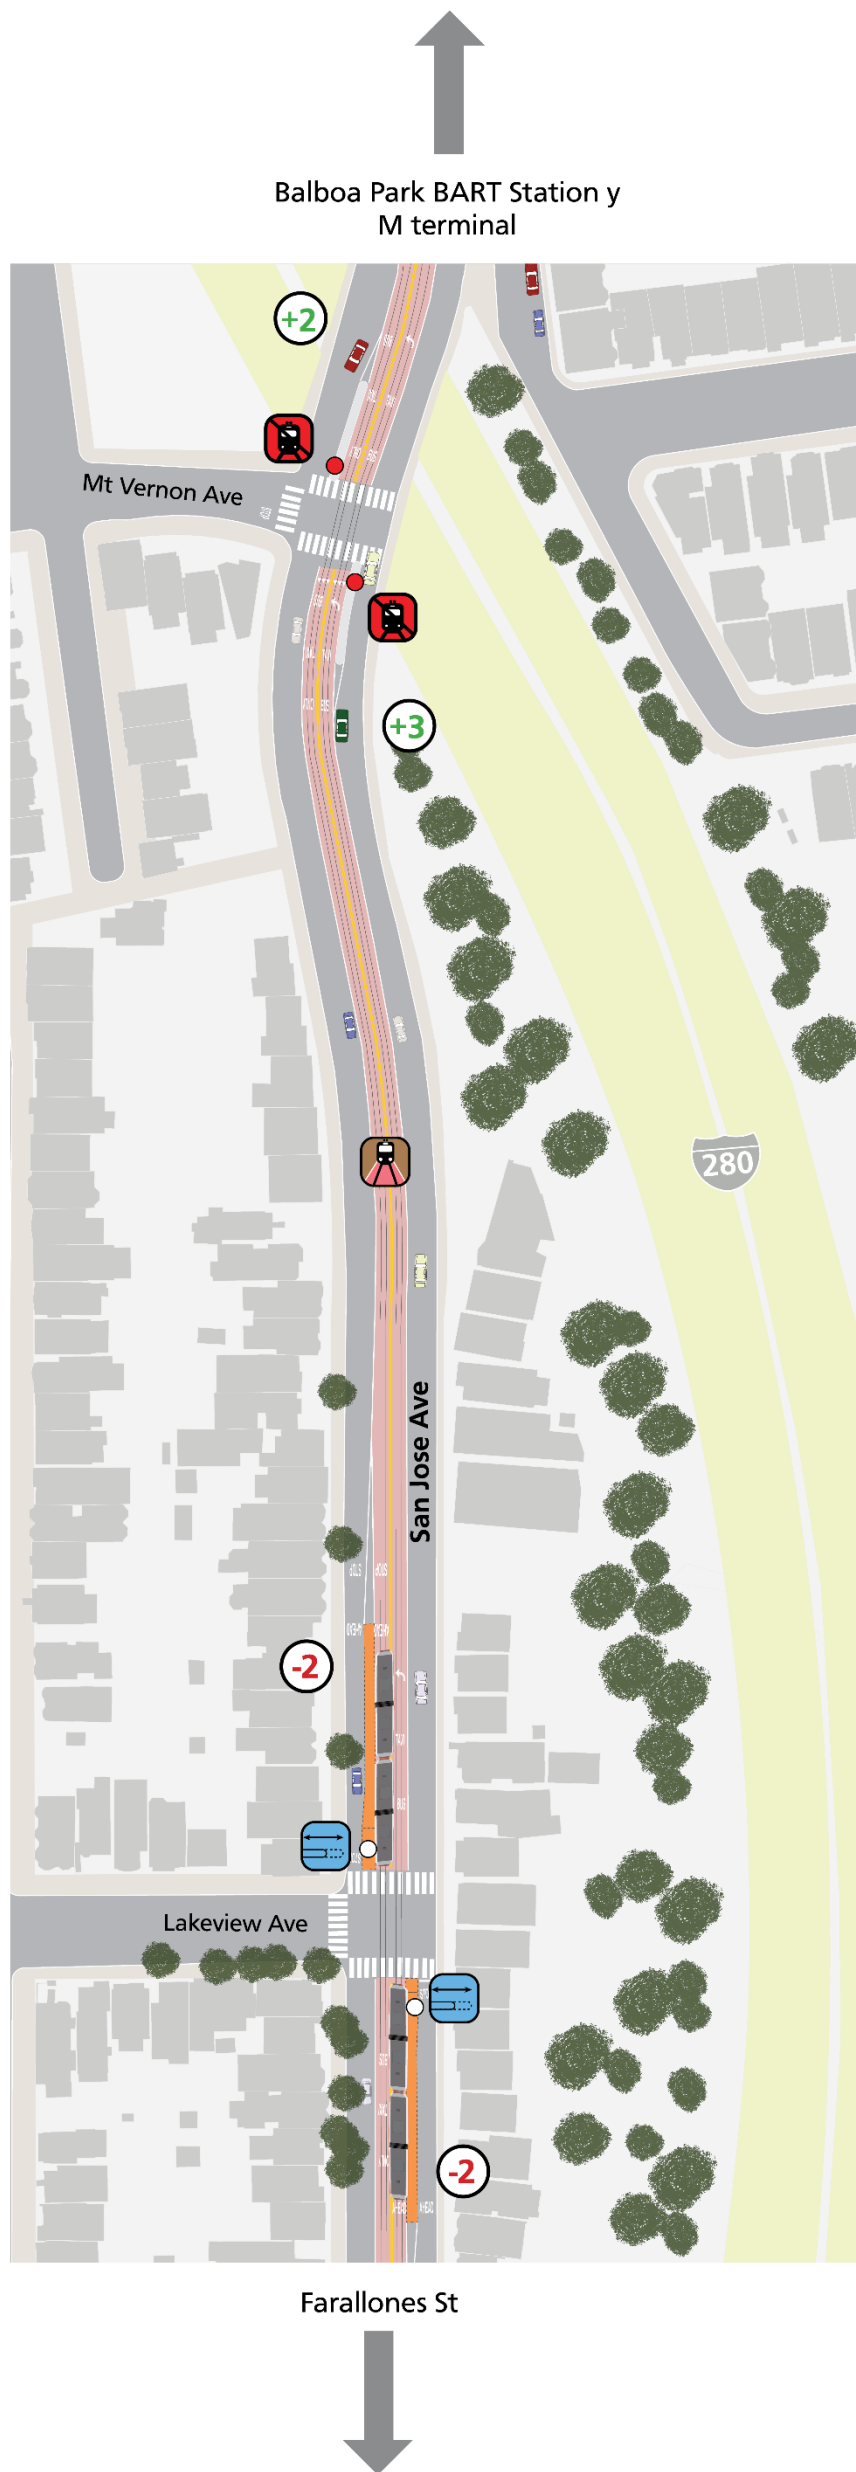 Balboa Park BART Station y
M terminal
+2
Mt Vernon Ave
+3
280
San Jose Ave
-2
Lakeview Ave
-2
Farallones St